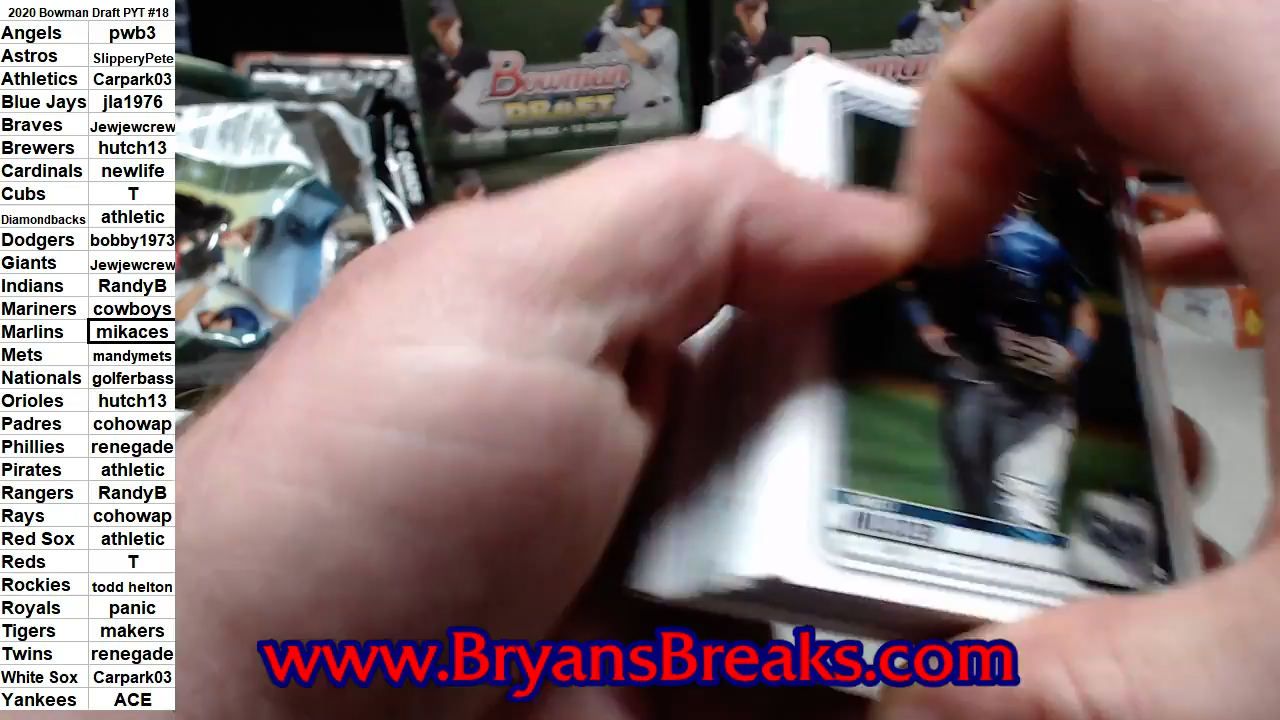 2020 Bowman Draft PYT #18
Angels pwb3
Astros SlipperyPete
Athletics Carpark03
Blue Jays jla1976
Braves Jewjewcrew
Brewers hutch13
Cardinals newlife
Cubs T
Diamondbacks athletic
Dodgers bobby1973
Giants Jewjewcrew
Indians RandyB
Mariners cowboys
Marlins mikaces
Mets mandymets
Nationals golferbass
Orioles hutch13
Padres cohowap
Phillies renegade
Pirates athletic
Rangers RandyB
Rays cohowap
Red Sox athletic
Reds T
Rockies todd helton
Royals panic
Tigers makers
Twins renegade
White Sox Carpark03
Yankees ACE
Bowman
DRAFT
www.BryansBreaks.com